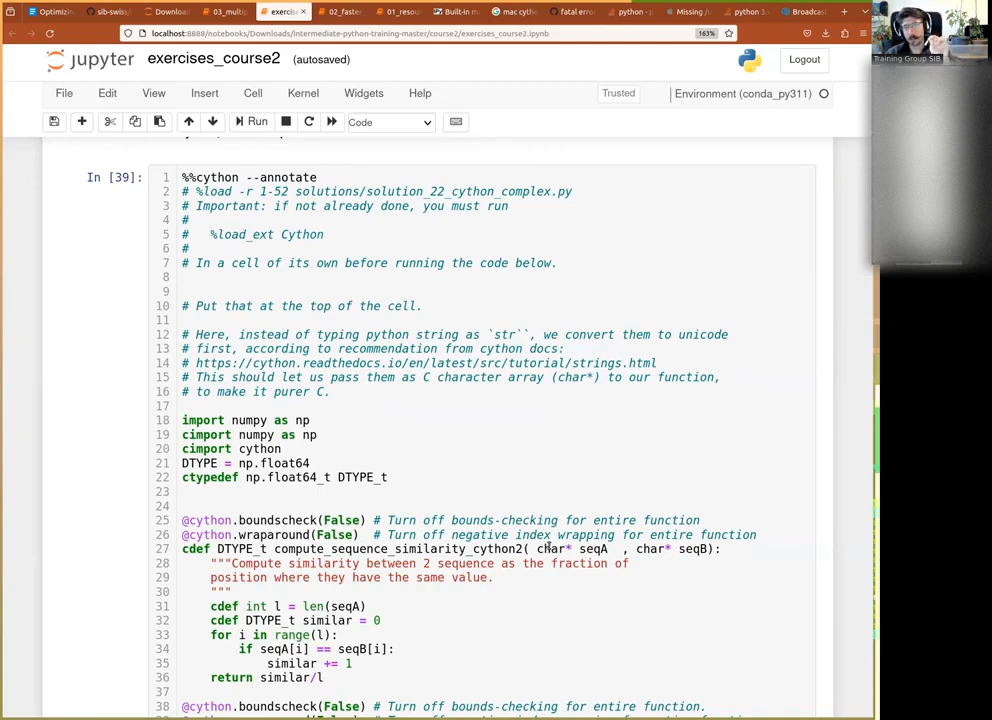 Optimizin
sib-swiss/
Downloa
03_multip
exercise
02_faste
01_resou
Built-in m
mac cytho
fatal erro
python - p
Missing /u
python 3.x
Broadcast
localhost:8888/notebooks/Downloads/intermediate-python-training-master/course2/exercises_course2.ipynb
163%
Training Group SIB
jupyter exercises_course2 (autosaved)
Logout
File Edit View Insert Cell Kernel Widgets Help
Trusted
Environment (conda_py311)
Run
Code
In [39]:
1 %%cython --annotate
2 # %load -r 1-52 solutions/solution_22_cython_complex.py
3 # Important: if not already done, you must run
4 #
5 #   %load_ext Cython
6 #
7 # In a cell of its own before running the code below.
8
9
10 # Put that at the top of the cell.
11
12 # Here, instead of typing python string as `str``, we convert them to unicode
13 # first, according to recommendation from cython docs:
14 # https://cython.readthedocs.io/en/latest/src/tutorial/strings.html
15 # This should let us pass them as C character array (char*) to our function,
16 # to make it purer C.
17
18 import numpy as np
19 cimport numpy as np
20 cimport cython
21 DTYPE = np.float64
22 ctypedef np.float64_t DTYPE_t
23
24
25 @cython.boundscheck(False) # Turn off bounds-checking for entire function
26 @cython.wraparound(False)  # Turn off negative index wrapping for entire function
27 cdef DTYPE_t compute_sequence_similarity_cython2( char* seqA  , char* seqB):
28     """Compute similarity between 2 sequence as the fraction of
29     position where they have the same value.
30     """
31     cdef int l = len(seqA)
32     cdef DTYPE_t similar = 0
33     for i in range(l):
34         if seqA[i] == seqB[i]:
35             similar += 1
36     return similar/l
37
38 @cython.boundscheck(False) # Turn off bounds-checking for entire function.